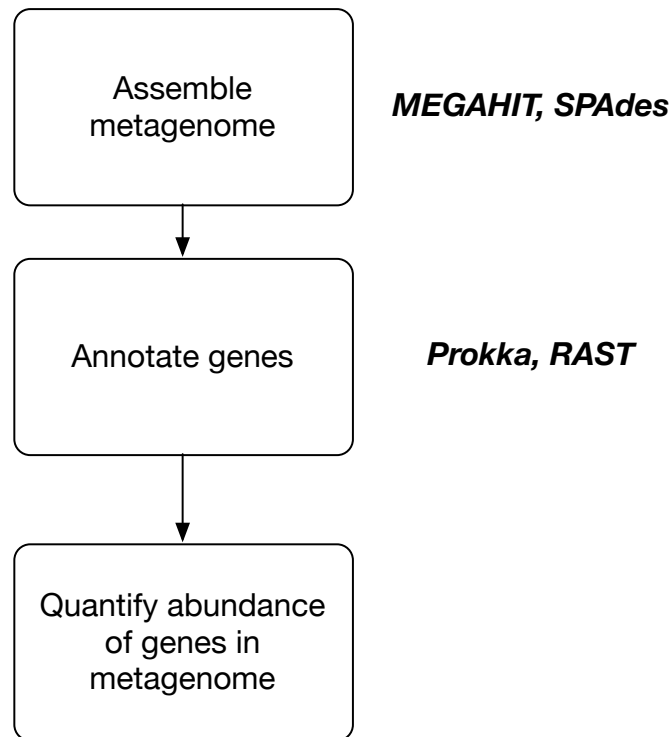 Assemble
metagenome
MEGAHIT, SPAdes
Annotate genes
Prokka, RAST
Quantify abundance
of genes in
metagenome